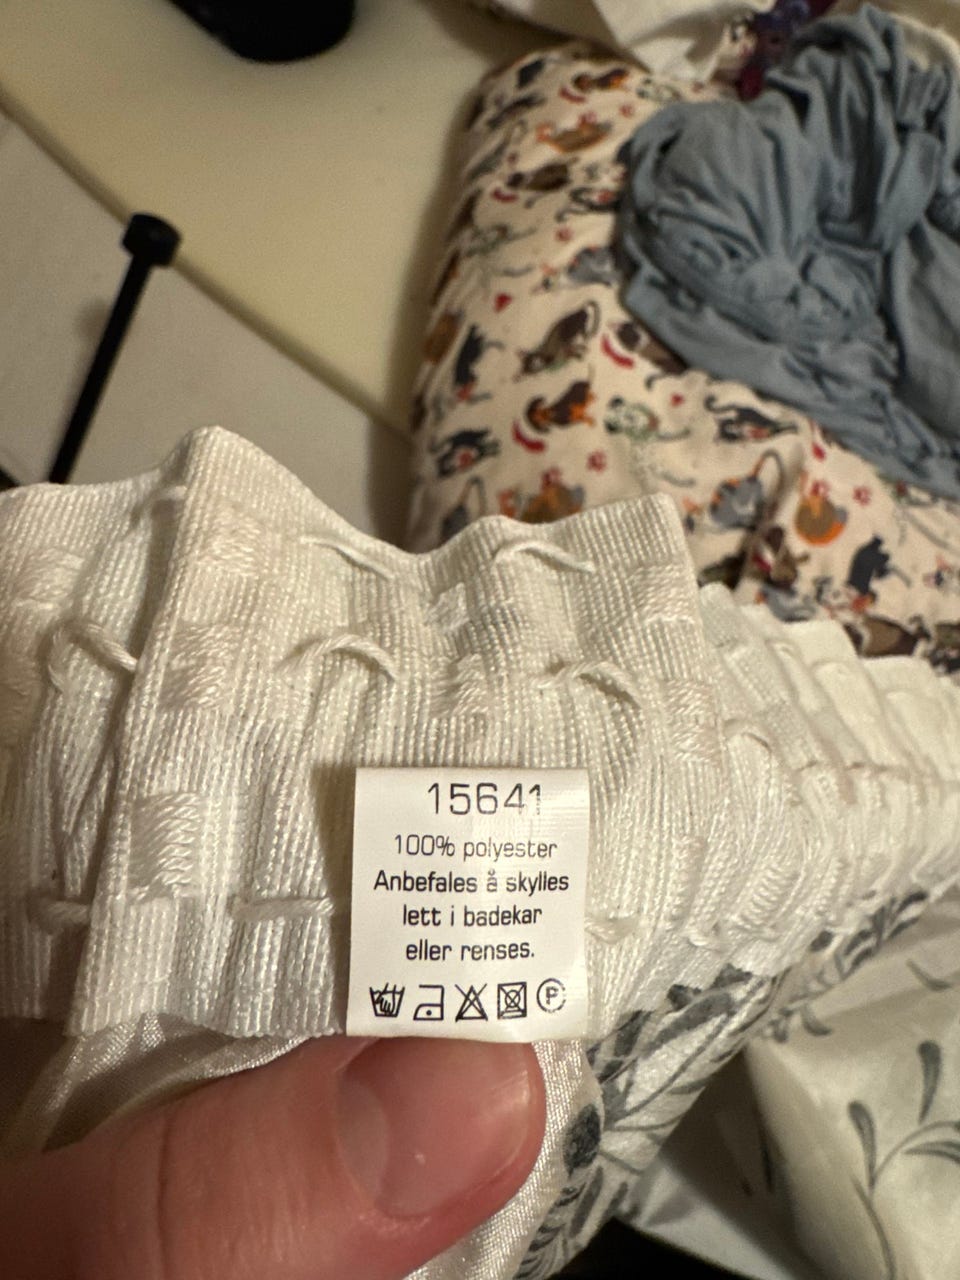 15641
100% polyester
Anbefales å skylles
lett i badekar
eller renses.
P